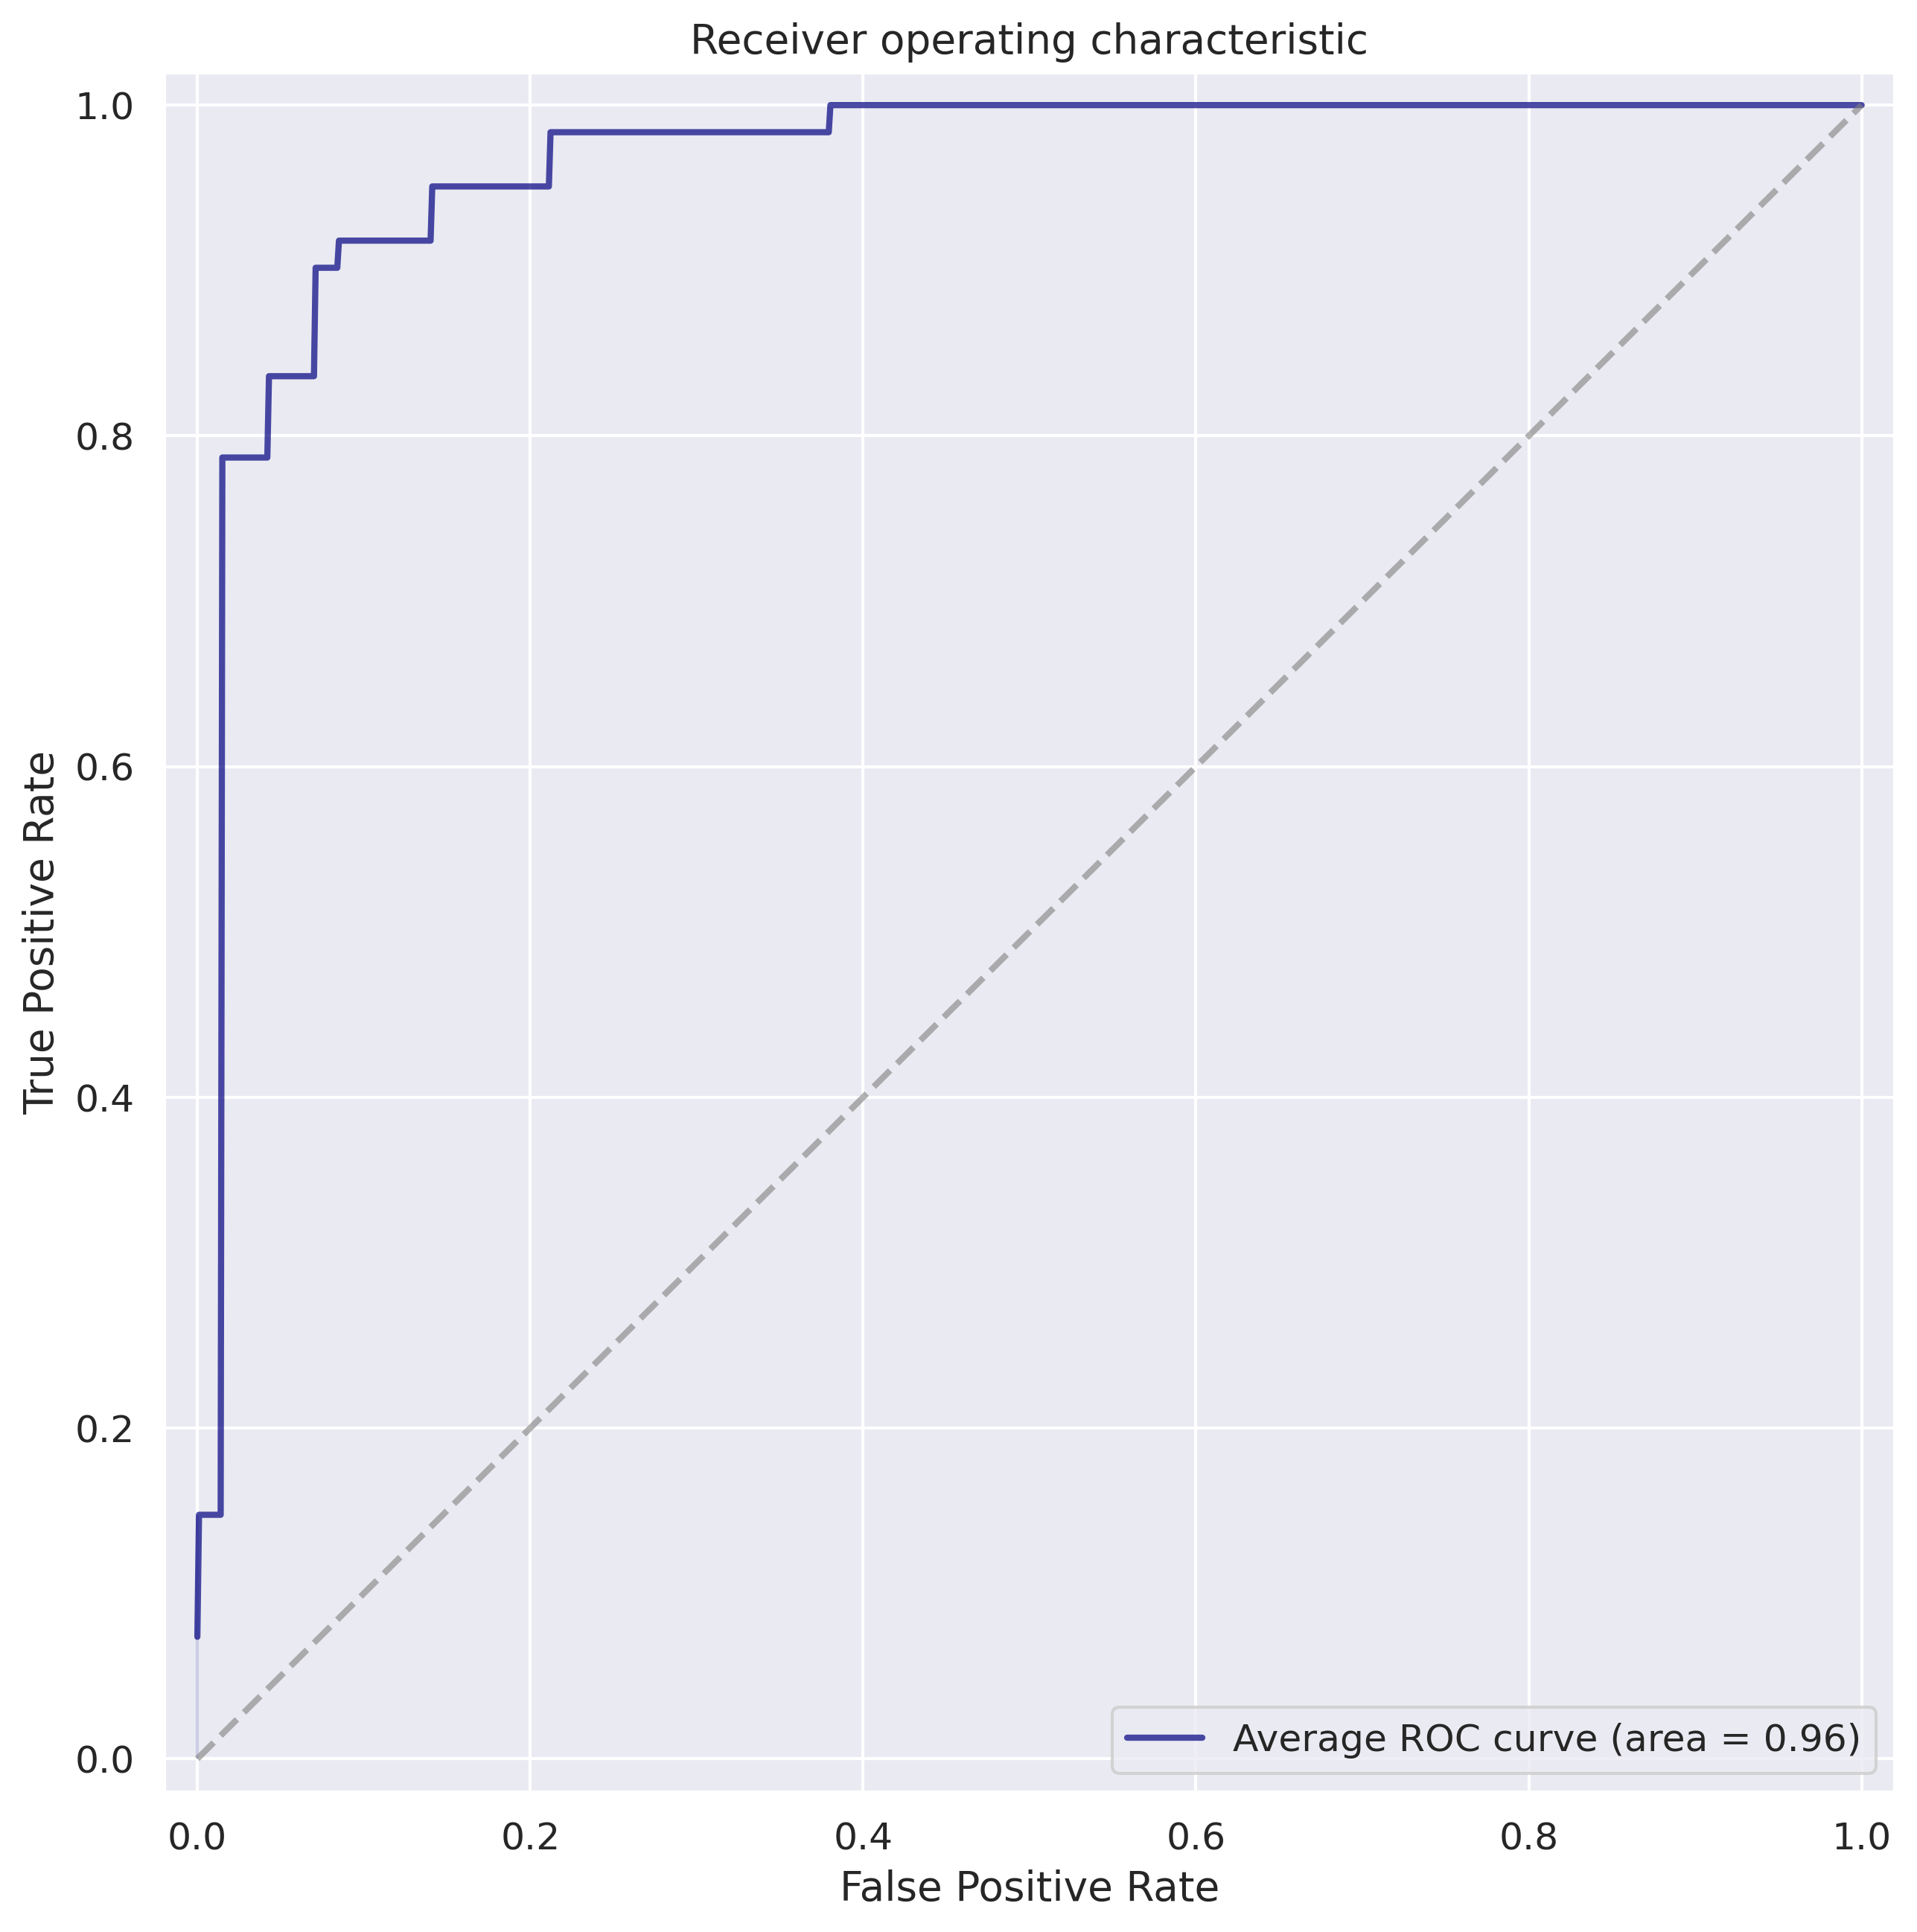 Receiver operating characteristic
True Positive Rate
1.0
0.8
0.6
0.4
0.2
0.0
Average ROC curve (area = 0.96)
0.0 0.2 0.4 0.6 0.8 1.0
False Positive Rate